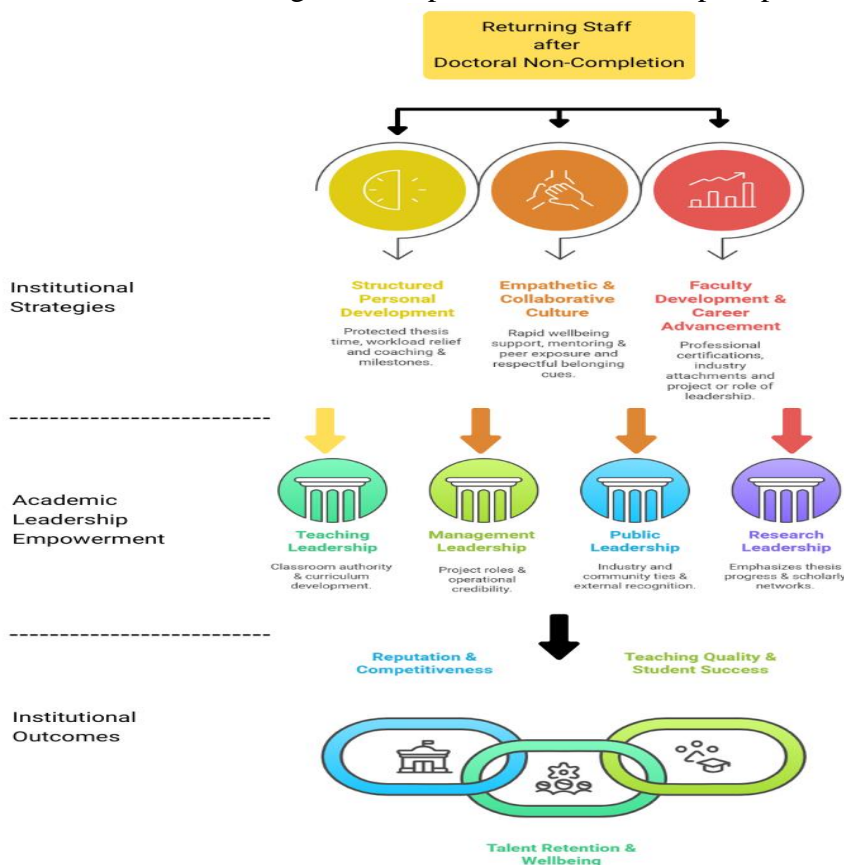 Returning Staff
after
Doctoral Non-Completion
Institutional
Strategies
Structured
Personal
Development
Protected thesis
time, workload relief
and coaching &
milestones.
Empathetic &
Collaborative
Culture
Rapid wellbeing
support, mentoring &
peer exposure and
respectful belonging
cues.
Faculty
Development &
Career
Advancement
Professional
certifications,
industry
attachments and
project or role of
leadership.
Academic
Leadership
Empowerment
Teaching
Leadership
Classroom authority
& curriculum
development.
Management
Leadership
Project roles &
operational
credibility.
Public
Leadership
Industry and
community ties &
external recognition.
Research
Leadership
Emphasizes thesis
progress & scholarly
networks.
Institutional
Outcomes
Reputation &
Competitiveness
Teaching Quality &
Student Success
Talent Retention &
Wellbeing